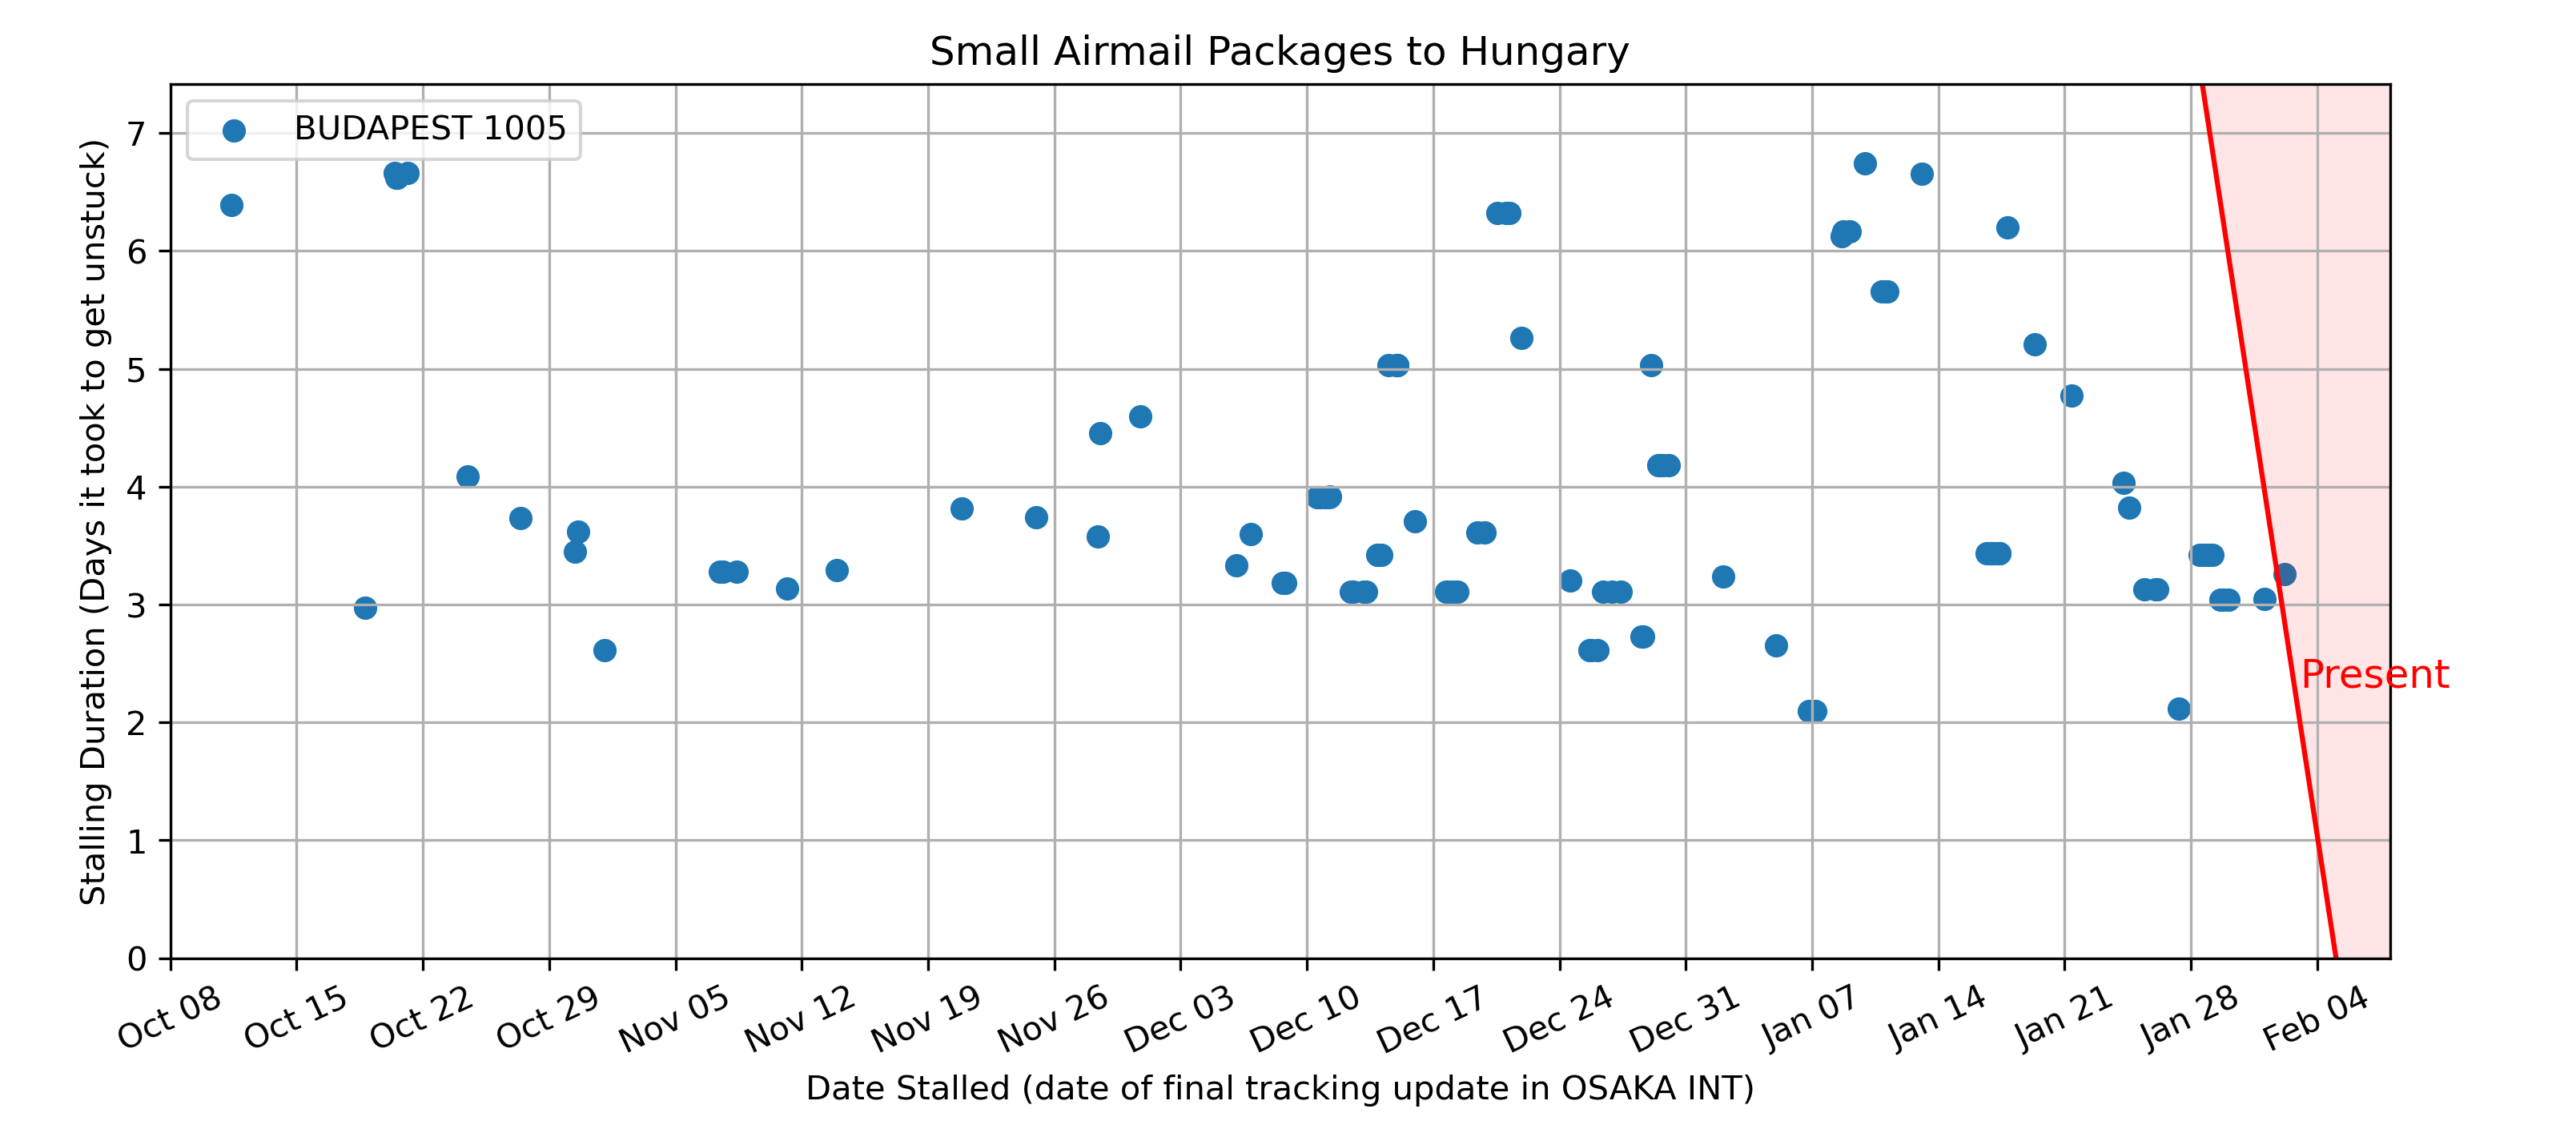 Small Airmail Packages to Hungary
BUDAPEST 1005
Stalling Duration (Days it took to get unstuck)
7
6
5
4
3
2
1
0
Present
Oct 08
Oct 15
Oct 22
Oct 29
Nov 05
Nov 12
Nov 19
Nov 26
Dec 03
Dec 10
Dec 17
Dec 24
Dec 31
Jan 07
Jan 14
Jan 21
Jan 28
Feb 04
Date Stalled (date of final tracking update in OSAKA INT)